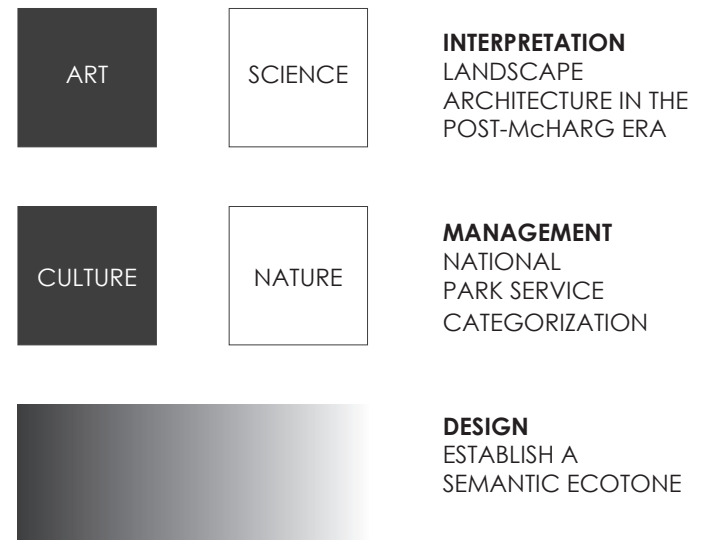 ART
SCIENCE
INTERPRETATION
LANDSCAPE
ARCHITECTURE IN THE
POST-McHARG ERA
CULTURE
NATURE
MANAGEMENT
NATIONAL
PARK SERVICE
CATEGORIZATION
DESIGN
ESTABLISH A
SEMANTIC ECOTONE